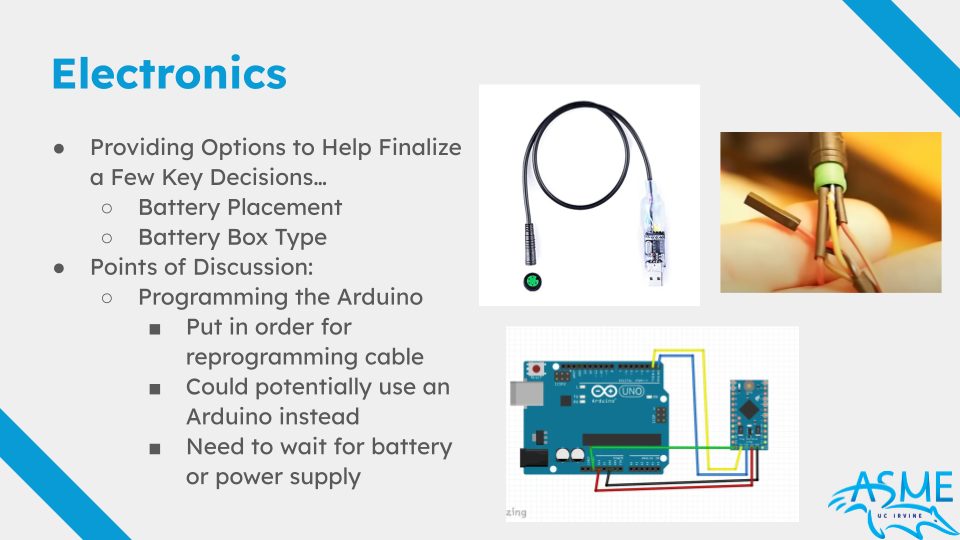 Electronics
● Providing Options to Help Finalize
a Few Key Decisions…
○ Battery Placement
○ Battery Box Type
● Points of Discussion:
○ Programming the Arduino
■ Put in order for
reprogramming cable
■ Could potentially use an
Arduino instead
■ Need to wait for battery
or power supply
UNO
Arduino
zing
ASME
UC IRVINE